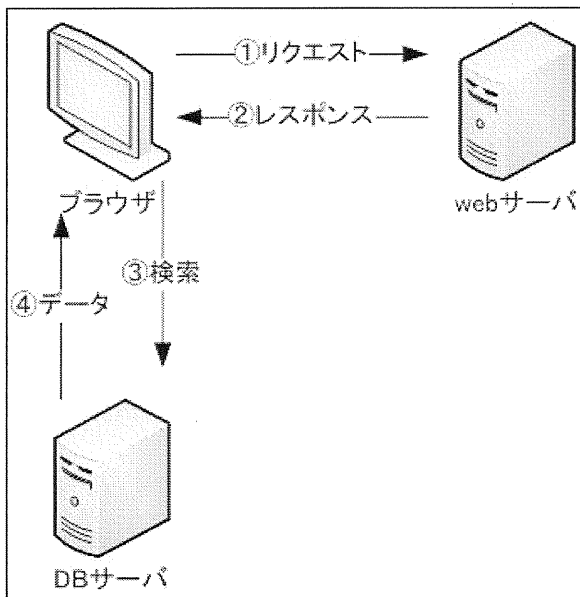 ①リクエスト
②レスポンス
ブラウザ
webサーバ
③検索
④データ
DBサーバ